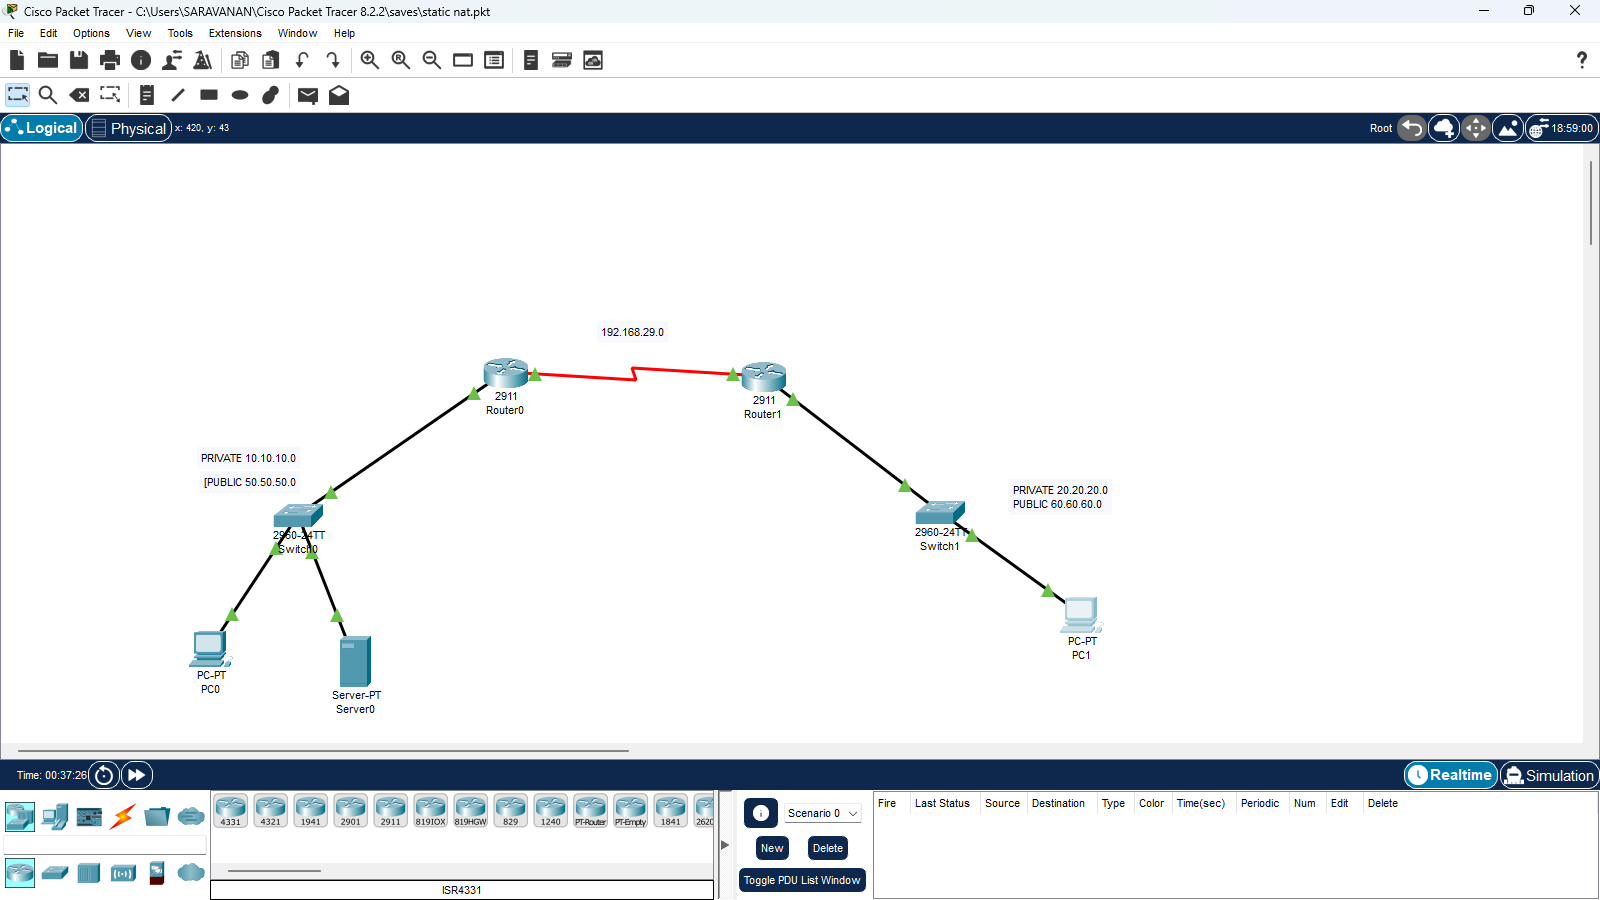 Cisco Packet Tracer - C:\Users\SARAVANAN\Cisco Packet Tracer 8.2.2\saves\static nat.pkt
File Edit Options View Tools Extensions Window Help
Logical Physical x: 420, y: 43 Root 18:59:00
192.168.29.0
2911
Router0
2911
Router1
PRIVATE 10.10.10.0
[PUBLIC 50.50.50.0
PRIVATE 20.20.20.0
PUBLIC 60.60.60.0
2960-24TT
Switch0
2960-24TT
Switch1
PC-PT
PC0
Server-PT
Server0
PC-PT
PC1
Time: 00:37:26 Realtime Simulation
4331 4321 1941 2901 2911 819IOX 819HGW 829 1240 PT-Router PT-Empty 1841 262
ISR4331
Scenario 0
New Delete
Toggle PDU List Window
Fire Last Status Source Destination Type Color Time(sec) Periodic Num Edit Delete